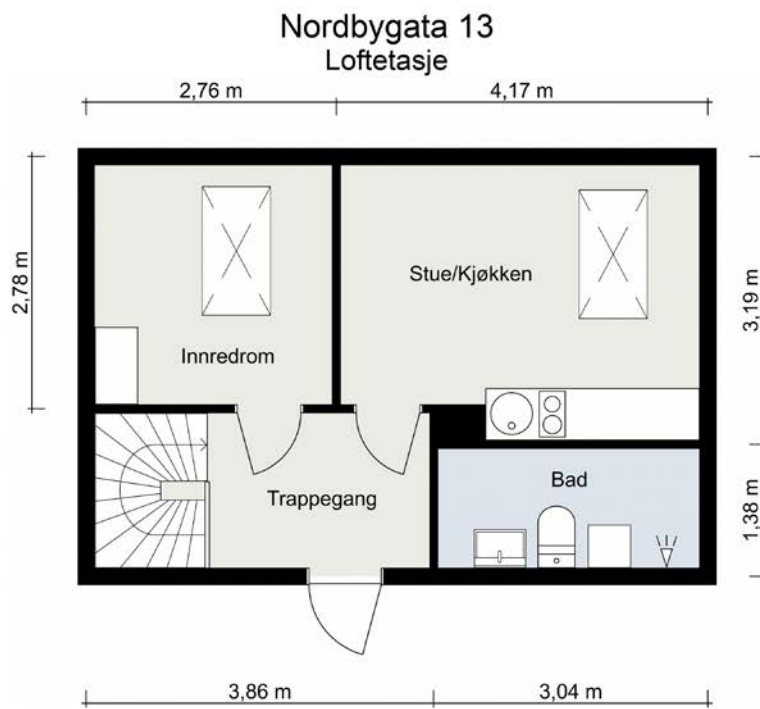 Nordbygata 13
Loftetasje
2,76 m
4,17 m
2,78 m
Stue/Kjøkken
3,19 m
Innredrom
Trappegang
Bad
1,38 m
3,86 m
3,04 m